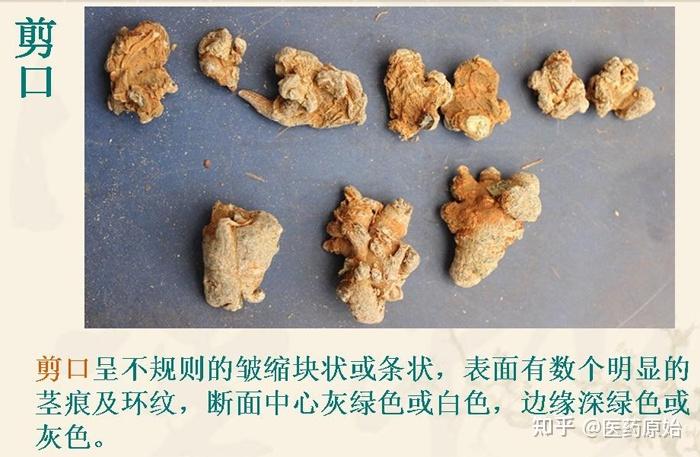 剪口
剪口呈不规则的皱缩块状或条状，表面有数个明显的
茎痕及环纹，断面中心灰绿色或白色，边缘深绿色或
灰色。
知乎 @医药原始